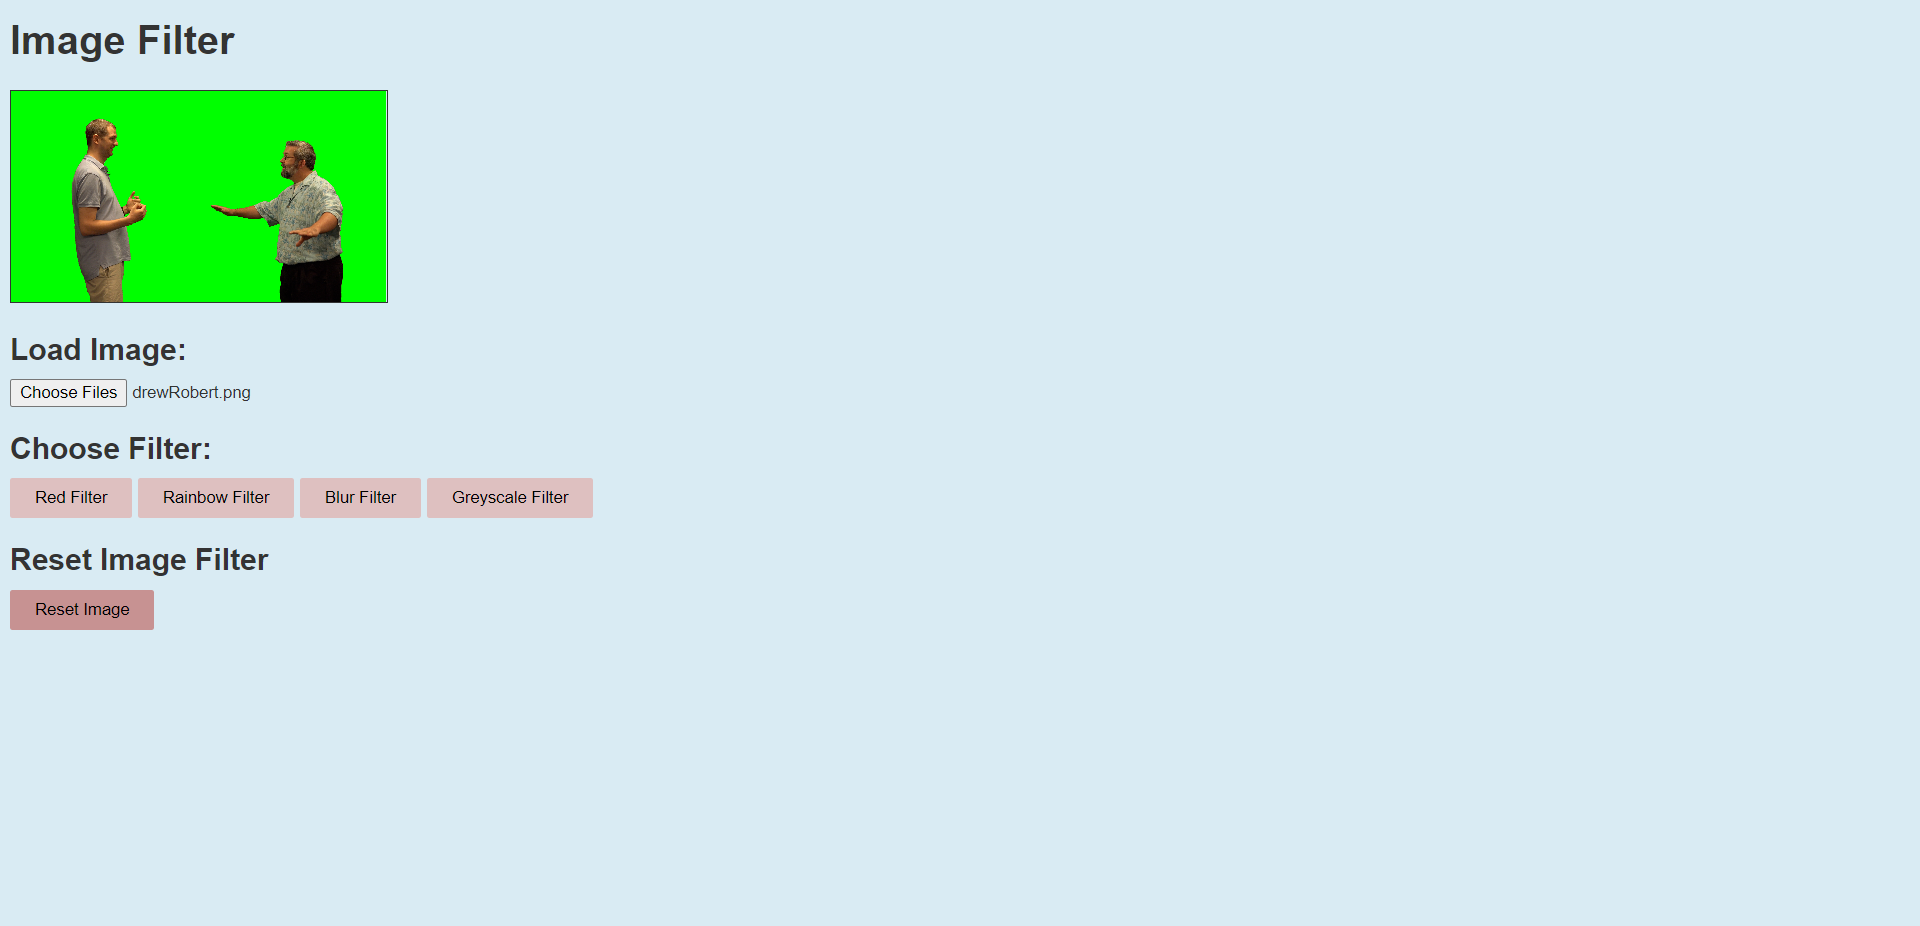 Image Filter
Load Image:
Choose Files drewRobert.png
Choose Filter:
Red Filter Rainbow Filter Blur Filter Greyscale Filter
Reset Image Filter
Reset Image